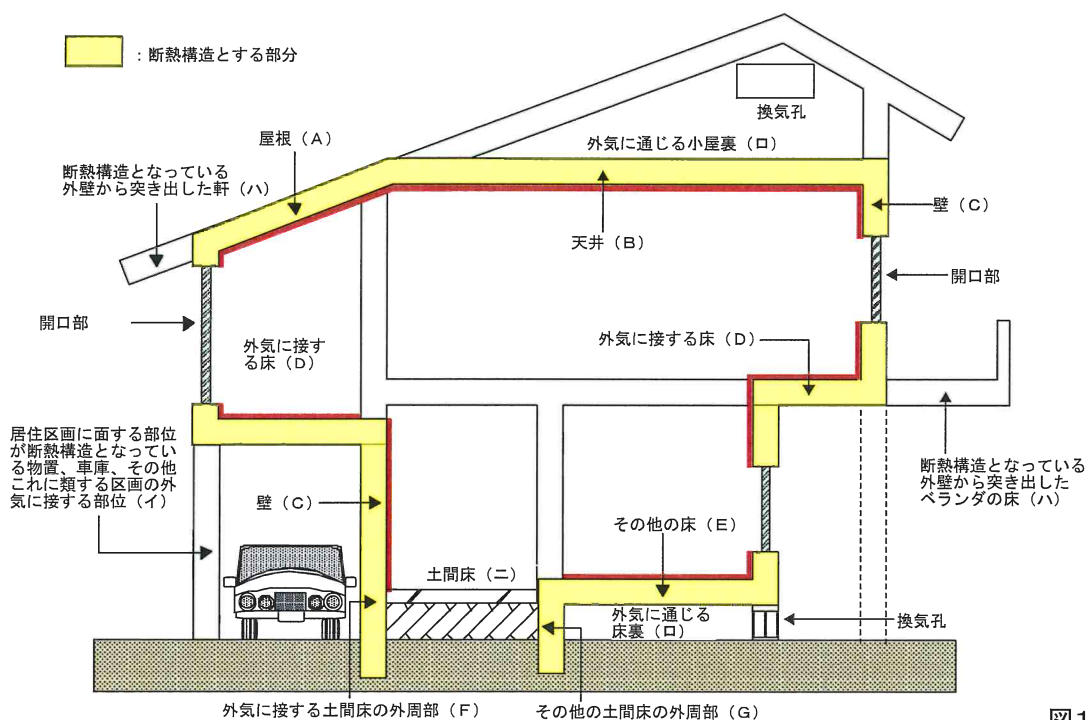 ：断熱構造とする部分
換気孔
屋根（A）
外気に通じる小屋裏（ロ）
断熱構造となっている
外壁から突き出した軒（ハ）
壁（C）
天井（B）
開口部
開口部
外気に接す
る床（D）
外気に接する床（D）
居住区画に面する部位
が断熱構造となってい
る物置、車庫、その他
これに類する区画の外
気に接する部位（イ）
断熱構造となっている
外壁から突き出した
ベランダの床（ハ）
壁（C）
その他の床（E）
土間床（ニ）
外気に通じる
床裏（ロ）
換気孔
外気に接する土間床の外周部（F）
その他の土間床の外周部（G）
図1